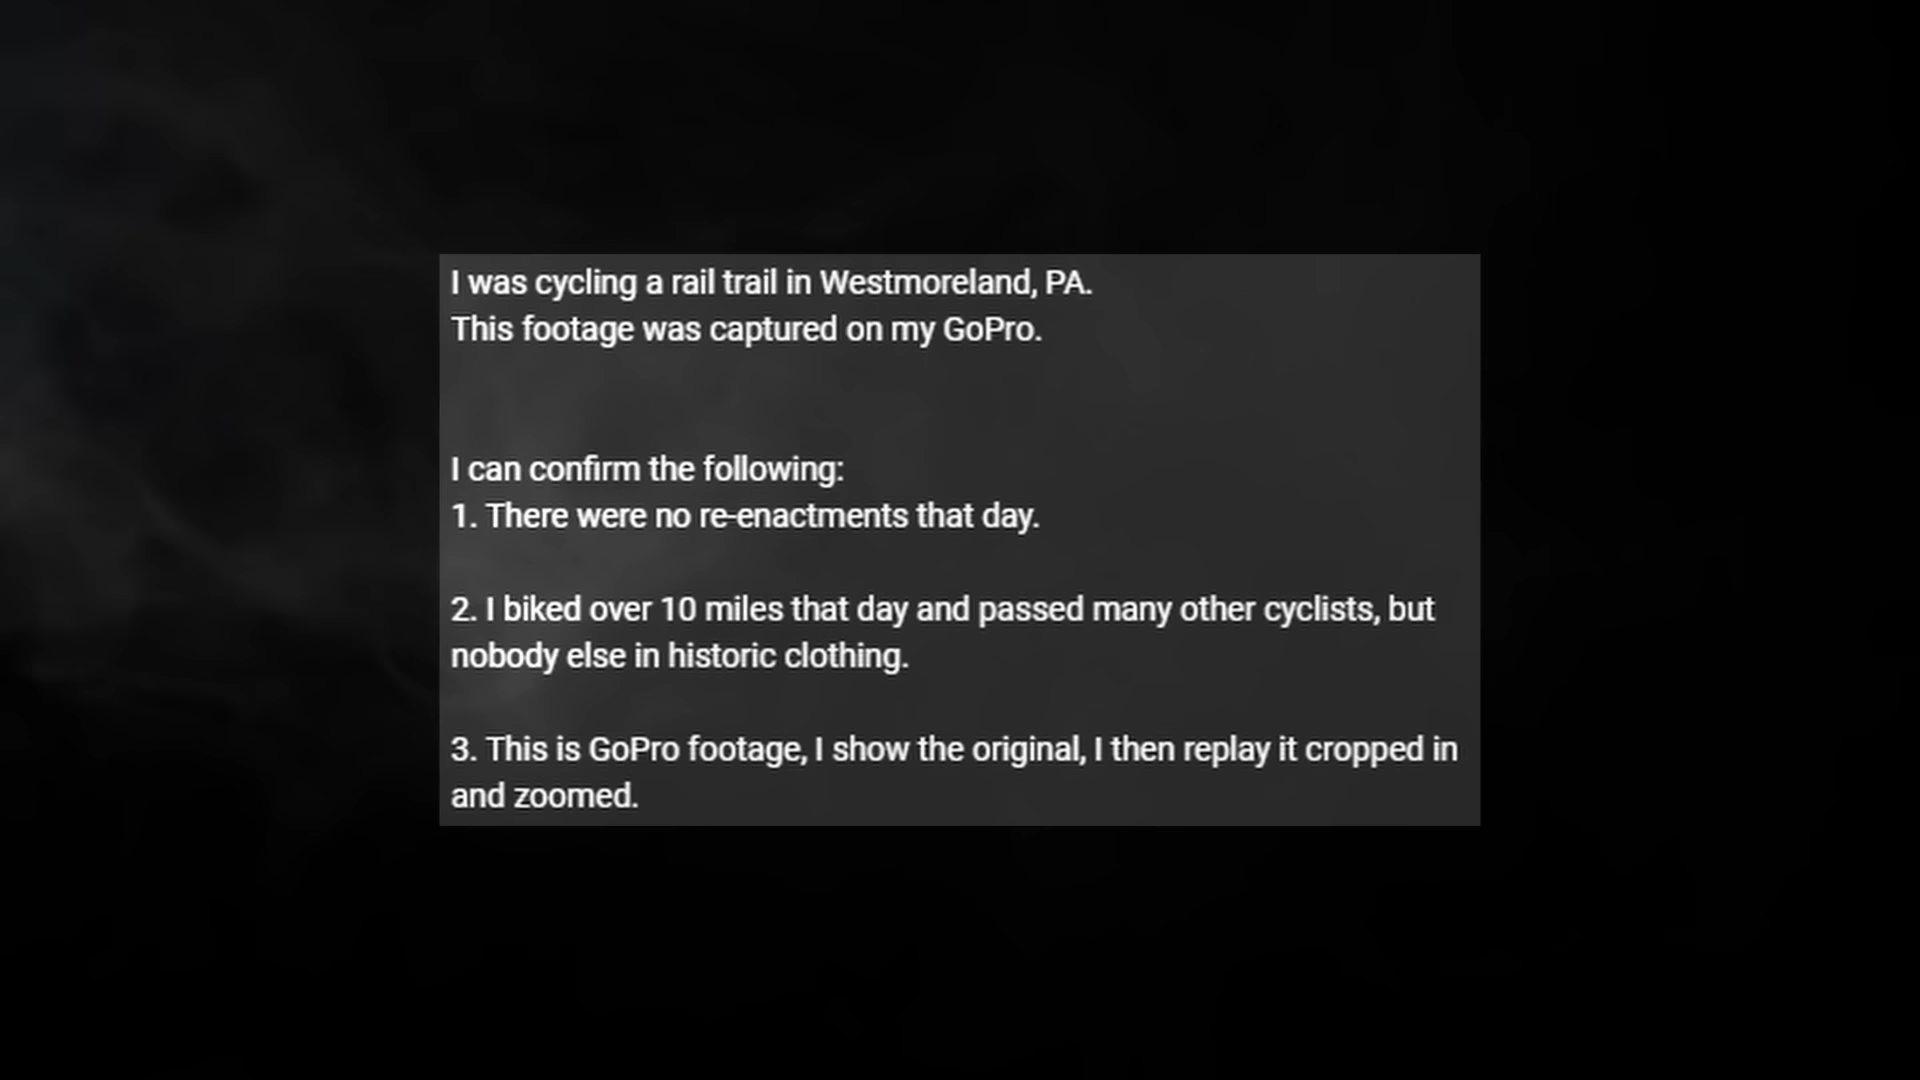 I was cycling a rail trail in Westmoreland, PA.
This footage was captured on my GoPro.
I can confirm the following:
1. There were no re-enactments that day.
2. I biked over 10 miles that day and passed many other cyclists, but
nobody else in historic clothing.
3. This is GoPro footage, I show the original, I then replay it cropped in
and zoomed.